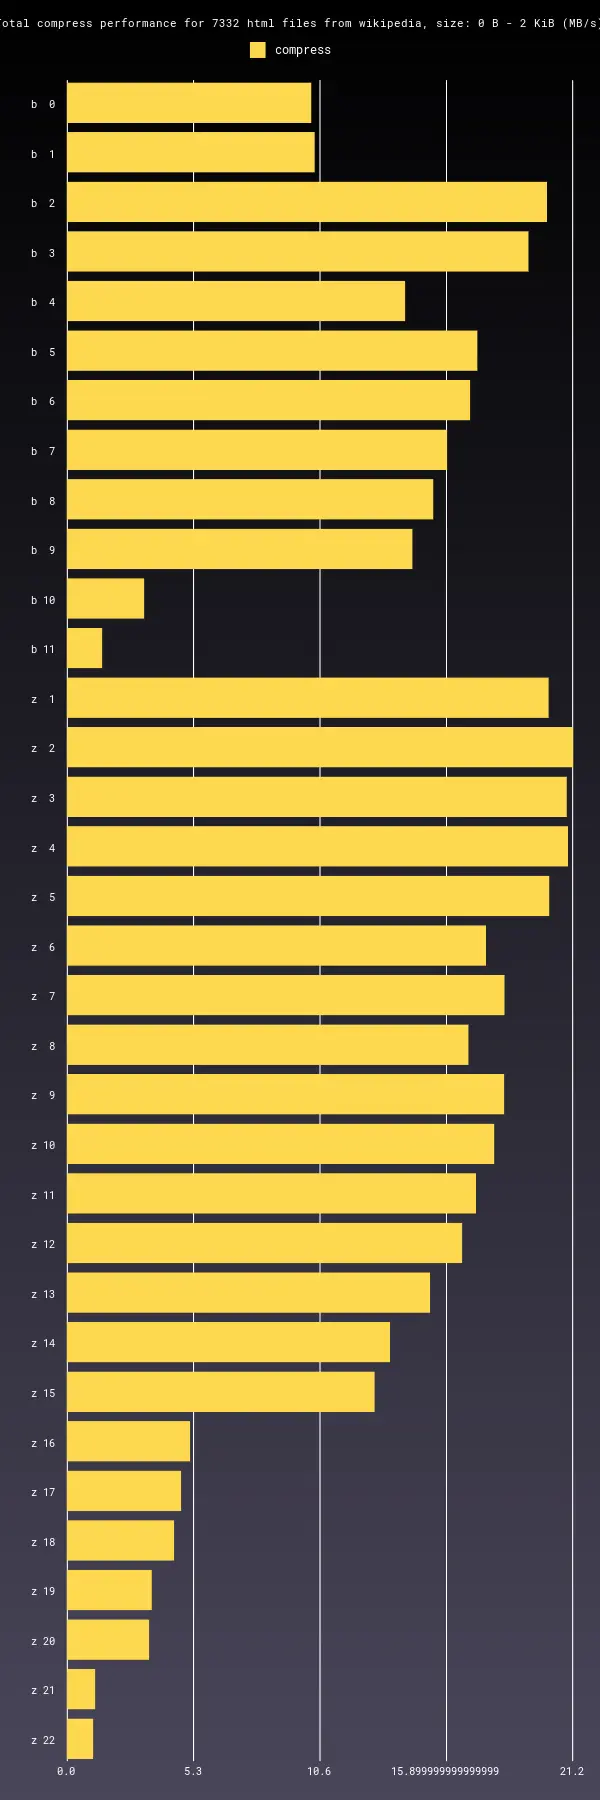 otal compress performance for 7332 html files from wikipedia, size: 0 B - 2 KiB (MB/s)
compress
b 0
b 1
b 2
b 3
b 4
b 5
b 6
b 7
b 8
b 9
b 10
b 11
z 1
z 2
z 3
z 4
z 5
z 6
z 7
z 8
z 9
z 10
z 11
z 12
z 13
z 14
z 15
z 16
z 17
z 18
z 19
z 20
z 21
z 22
0.0 5.3 10.6 15.899999999999999 21.2